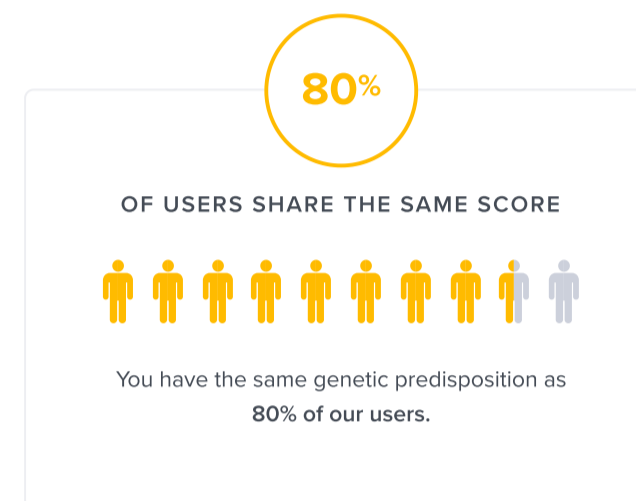 80%
OF USERS SHARE THE SAME SCORE
You have the same genetic predisposition as
80% of our users.